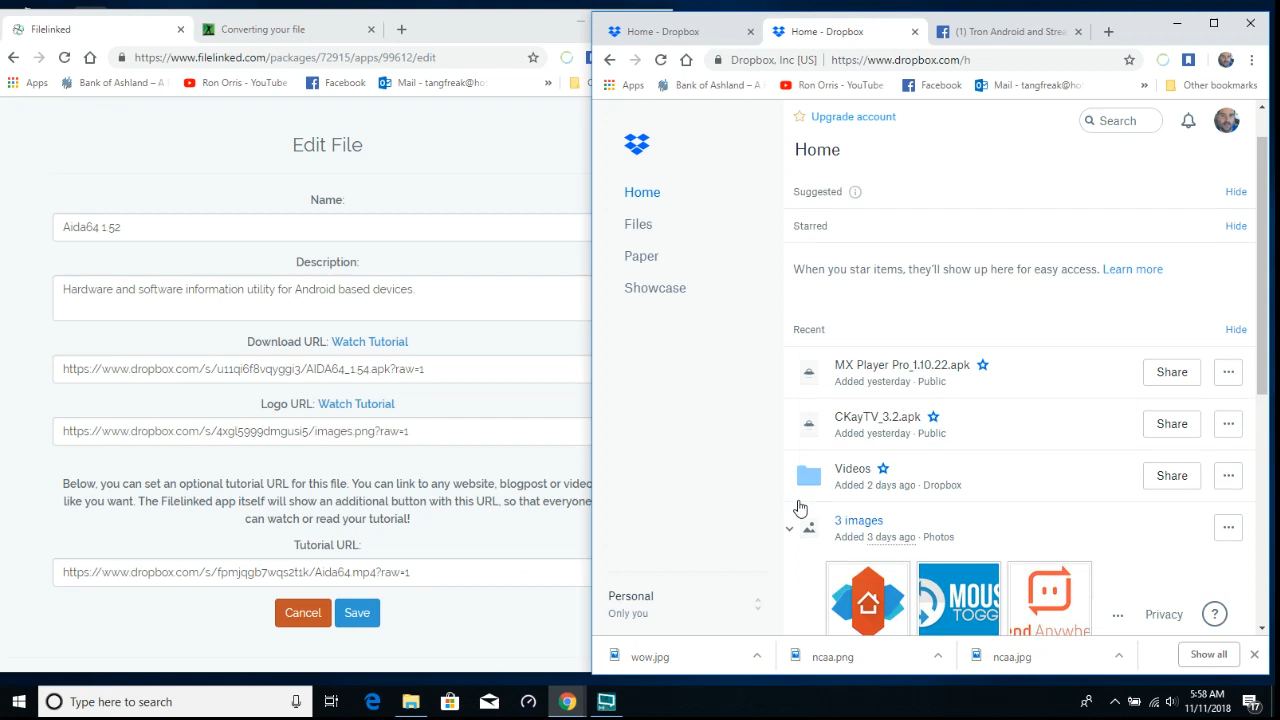 Filelinked
Converting your file
https://www.filelinked.com/packages/72915/apps/99612/edit
Apps
Bank of Ashland – A
Ron Orris - YouTube
Facebook
Mail – tangfreak@ho
»
Edit File
Name:
Aida64 1.52
Description:
Hardware and software information utility for Android based devices.
Download URL: Watch Tutorial
https://www.dropbox.com/s/u11qi6f8vqyggi3/AIDA64_1.54.apk?raw=1
Logo URL: Watch Tutorial
https://www.dropbox.com/s/4xgl5999dmgusi5/images.png?raw=1
Below, you can set an optional tutorial URL for this file. You can link to any website, blogpost or video
like you want. The Filelinked app itself will show an additional button with this URL, so that everyone
can watch or read your tutorial!
Tutorial URL:
https://www.dropbox.com/s/fpmjqgb7wqs2t1k/Aida64.mp4?raw=1
Cancel
Save
Home - Dropbox
Home - Dropbox
(1) Tron Android and Strea
Dropbox, Inc [US]
https://www.dropbox.com/h
Apps
Bank of Ashland – A
Ron Orris - YouTube
Facebook
Mail – tangfreak@ho
»
Other bookmarks
Upgrade account
Search
Home
Home
Files
Paper
Showcase
Suggested
Hide
Starred
Hide
When you star items, they'll show up here for easy access. Learn more
Recent
Hide
MX Player Pro_1.10.22.apk
Added yesterday · Public
Share
CKayTV_3.2.apk
Added yesterday · Public
Share
Videos
Added 2 days ago · Dropbox
Share
3 images
Added 3 days ago · Photos
MOUS
TOGG
nd Anywhe
Personal
Only you
Privacy
?
wow.jpg
ncaa.png
ncaa.jpg
Show all
Type here to search
5:58 AM
11/11/2018
17